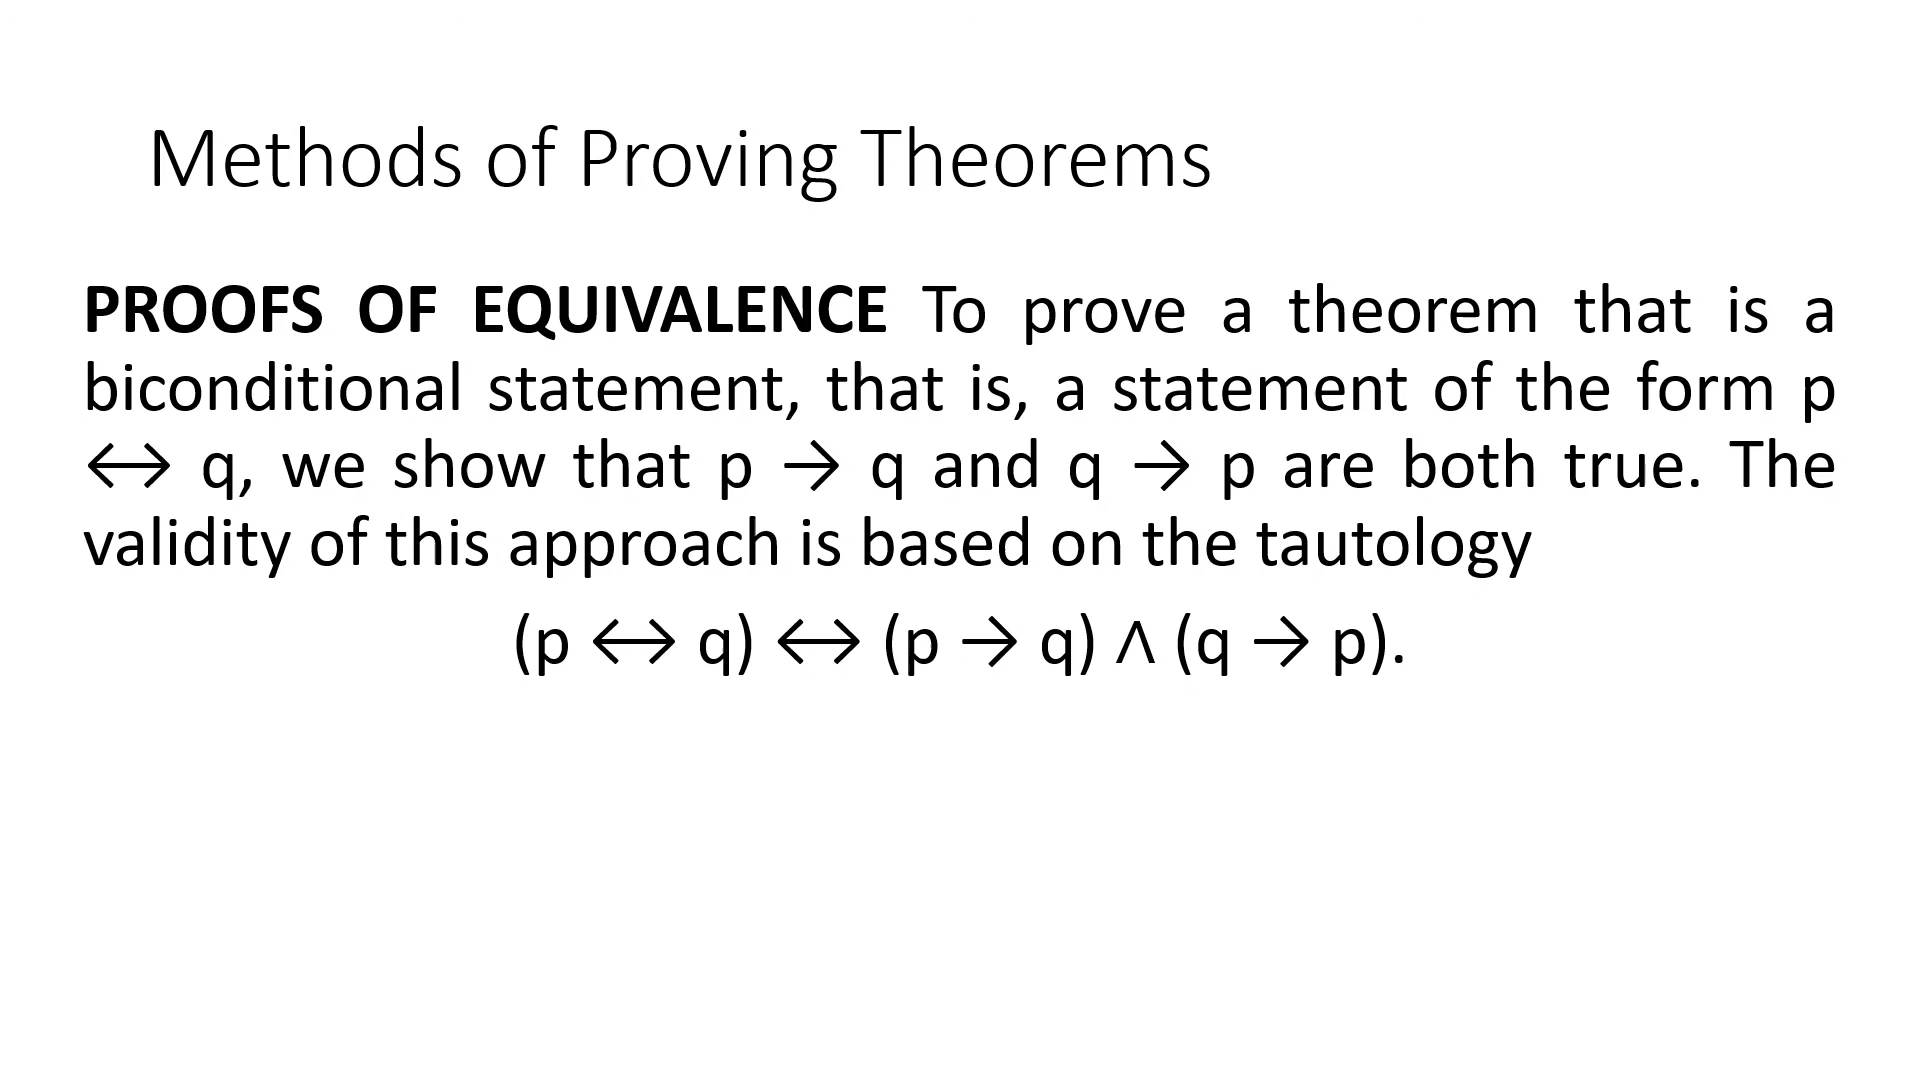 Methods of Proving Theorems
PROOFS OF EQUIVALENCE To prove a theorem that is a
biconditional statement, that is, a statement of the form p
↔ q, we show that p → q and q → p are both true. The
validity of this approach is based on the tautology
(p ↔ q) ↔ (p → q) ∧ (q → p).